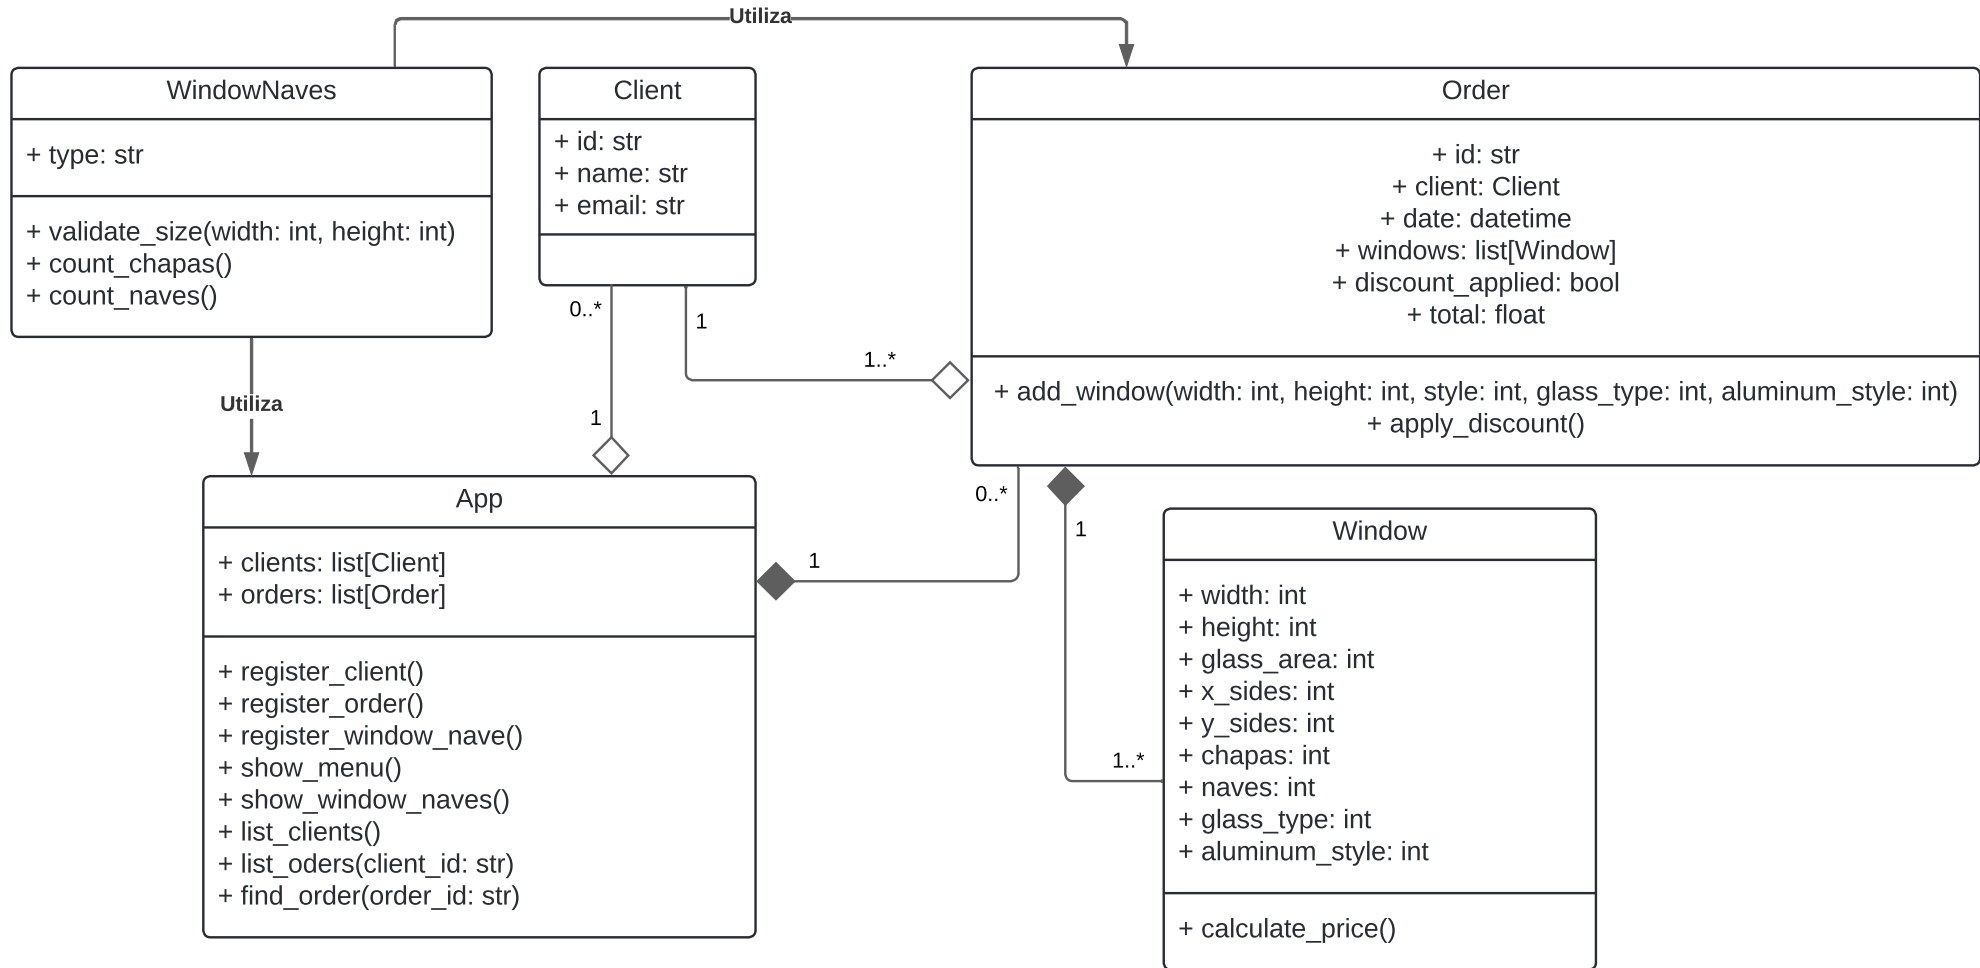 Utiliza
WindowNaves
+ type: str
+ validate_size(width: int, height: int)
+ count_chapas()
+ count_naves()
Client
+ id: str
+ name: str
+ email: str
Order
+ id: str
+ client: Client
+ date: datetime
+ windows: list[Window]
+ discount_applied: bool
+ total: float
+ add_window(width: int, height: int, style: int, glass_type: int, aluminum_style: int)
+ apply_discount()
0..*
1
1..*
Utiliza
1
App
+ clients: list[Client]
+ orders: list[Order]
+ register_client()
+ register_order()
+ register_window_nave()
+ show_menu()
+ show_window_naves()
+ list_clients()
+ list_oders(client_id: str)
+ find_order(order_id: str)
0..*
1
1
1..*
Window
+ width: int
+ height: int
+ glass_area: int
+ x_sides: int
+ y_sides: int
+ chapas: int
+ naves: int
+ glass_type: int
+ aluminum_style: int
+ calculate_price()